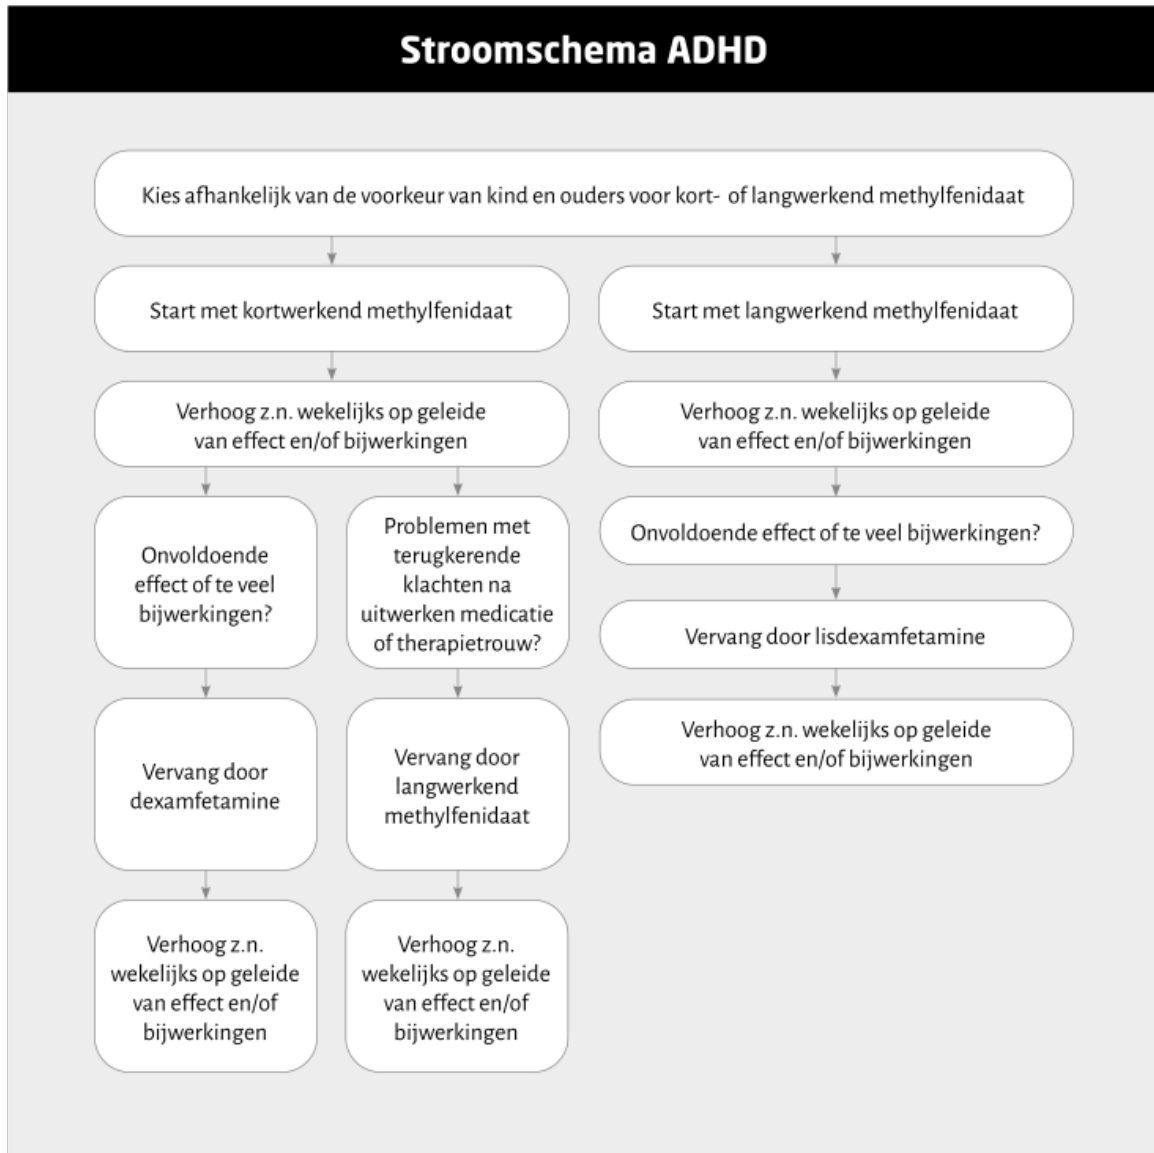 Stroomschema ADHD
Kies afhankelijk van de voorkeur van kind en ouders voor kort- of langwerkend methylfenidaat
Start met kortwerkend methylfenidaat
Start met langwerkend methylfenidaat
Verhoog z.n. wekelijks op geleide
van effect en/of bijwerkingen
Verhoog z.n. wekelijks op geleide
van effect en/of bijwerkingen
Onvoldoende
effect of te veel
bijwerkingen?
Problemen met
terugkerende
klachten na
uitwerken medicatie
of therapietrouw?
Onvoldoende effect of te veel bijwerkingen?
Vervang door lisdexamfetamine
Vervang door
dexamfetamine
Vervang door
langwerkend
methylfenidaat
Verhoog z.n. wekelijks op geleide
van effect en/of bijwerkingen
Verhoog z.n.
wekelijks op geleide
van effect en/of
bijwerkingen
Verhoog z.n.
wekelijks op geleide
van effect en/of
bijwerkingen